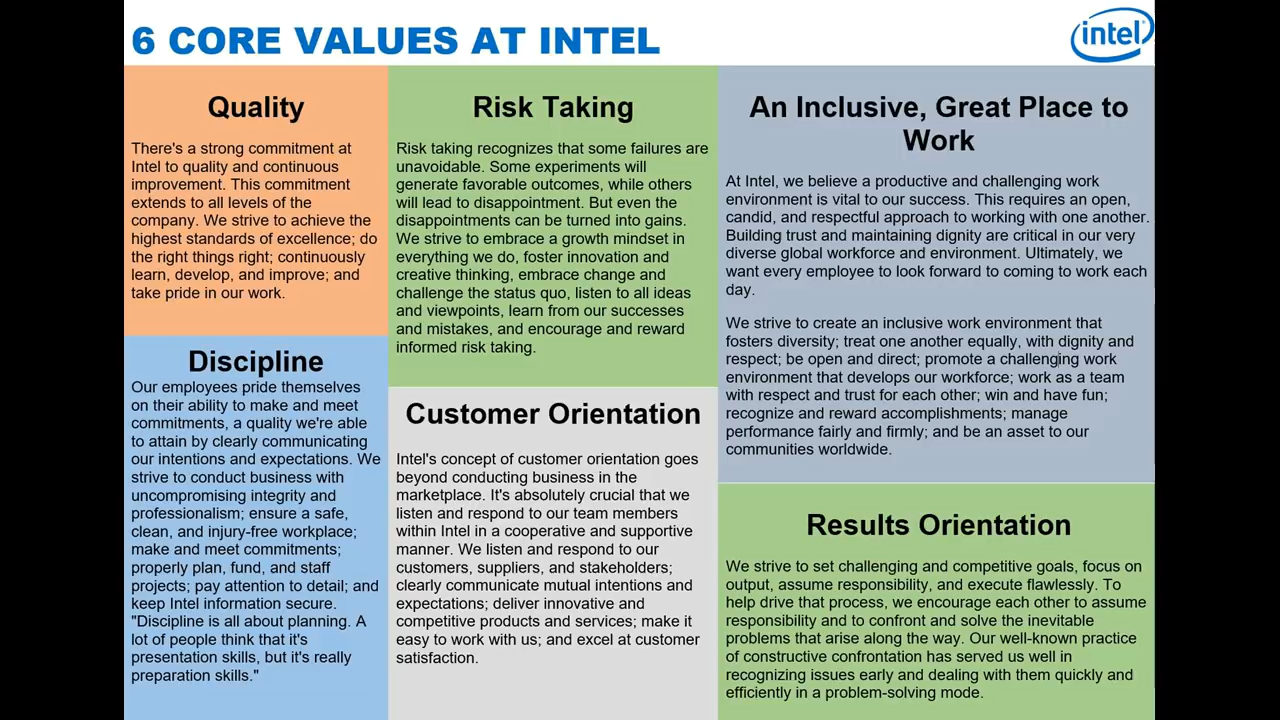 6 CORE VALUES AT INTEL
intel
Quality
There's a strong commitment at
Intel to quality and continuous
improvement. This commitment
extends to all levels of the
company. We strive to achieve the
highest standards of excellence; do
the right things right; continuously
learn, develop, and improve; and
take pride in our work.
Discipline
Our employees pride themselves
on their ability to make and meet
commitments, a quality we're able
to attain by clearly communicating
our intentions and expectations. We
strive to conduct business with
uncompromising integrity and
professionalism; ensure a safe,
clean, and injury-free workplace;
make and meet commitments;
properly plan, fund, and staff
projects; pay attention to detail; and
keep Intel information secure.
"Discipline is all about planning. A
lot of people think that it's
presentation skills, but it's really
preparation skills."
Risk Taking
Risk taking recognizes that some failures are
unavoidable. Some experiments will
generate favorable outcomes, while others
will lead to disappointment. But even the
disappointments can be turned into gains.
We strive to embrace a growth mindset in
everything we do, foster innovation and
creative thinking, embrace change and
challenge the status quo, listen to all ideas
and viewpoints, learn from our successes
and mistakes, and encourage and reward
informed risk taking.
Customer Orientation
Intel's concept of customer orientation goes
beyond conducting business in the
marketplace. It's absolutely crucial that we
listen and respond to our team members
within Intel in a cooperative and supportive
manner. We listen and respond to our
customers, suppliers, and stakeholders;
clearly communicate mutual intentions and
expectations; deliver innovative and
competitive products and services; make it
easy to work with us; and excel at customer
satisfaction.
An Inclusive, Great Place to
Work
At Intel, we believe a productive and challenging work
environment is vital to our success. This requires an open,
candid, and respectful approach to working with one another.
Building trust and maintaining dignity are critical in our very
diverse global workforce and environment. Ultimately, we
want every employee to look forward to coming to work each
day.
We strive to create an inclusive work environment that
fosters diversity; treat one another equally, with dignity and
respect; be open and direct; promote a challenging work
environment that develops our workforce; work as a team
with respect and trust for each other; win and have fun;
recognize and reward accomplishments; manage
performance fairly and firmly; and be an asset to our
communities worldwide.
Results Orientation
We strive to set challenging and competitive goals, focus on
output, assume responsibility, and execute flawlessly. To
help drive that process, we encourage each other to assume
responsibility and to confront and solve the inevitable
problems that arise along the way. Our well-known practice
of constructive confrontation has served us well in
recognizing issues early and dealing with them quickly and
efficiently in a problem-solving mode.